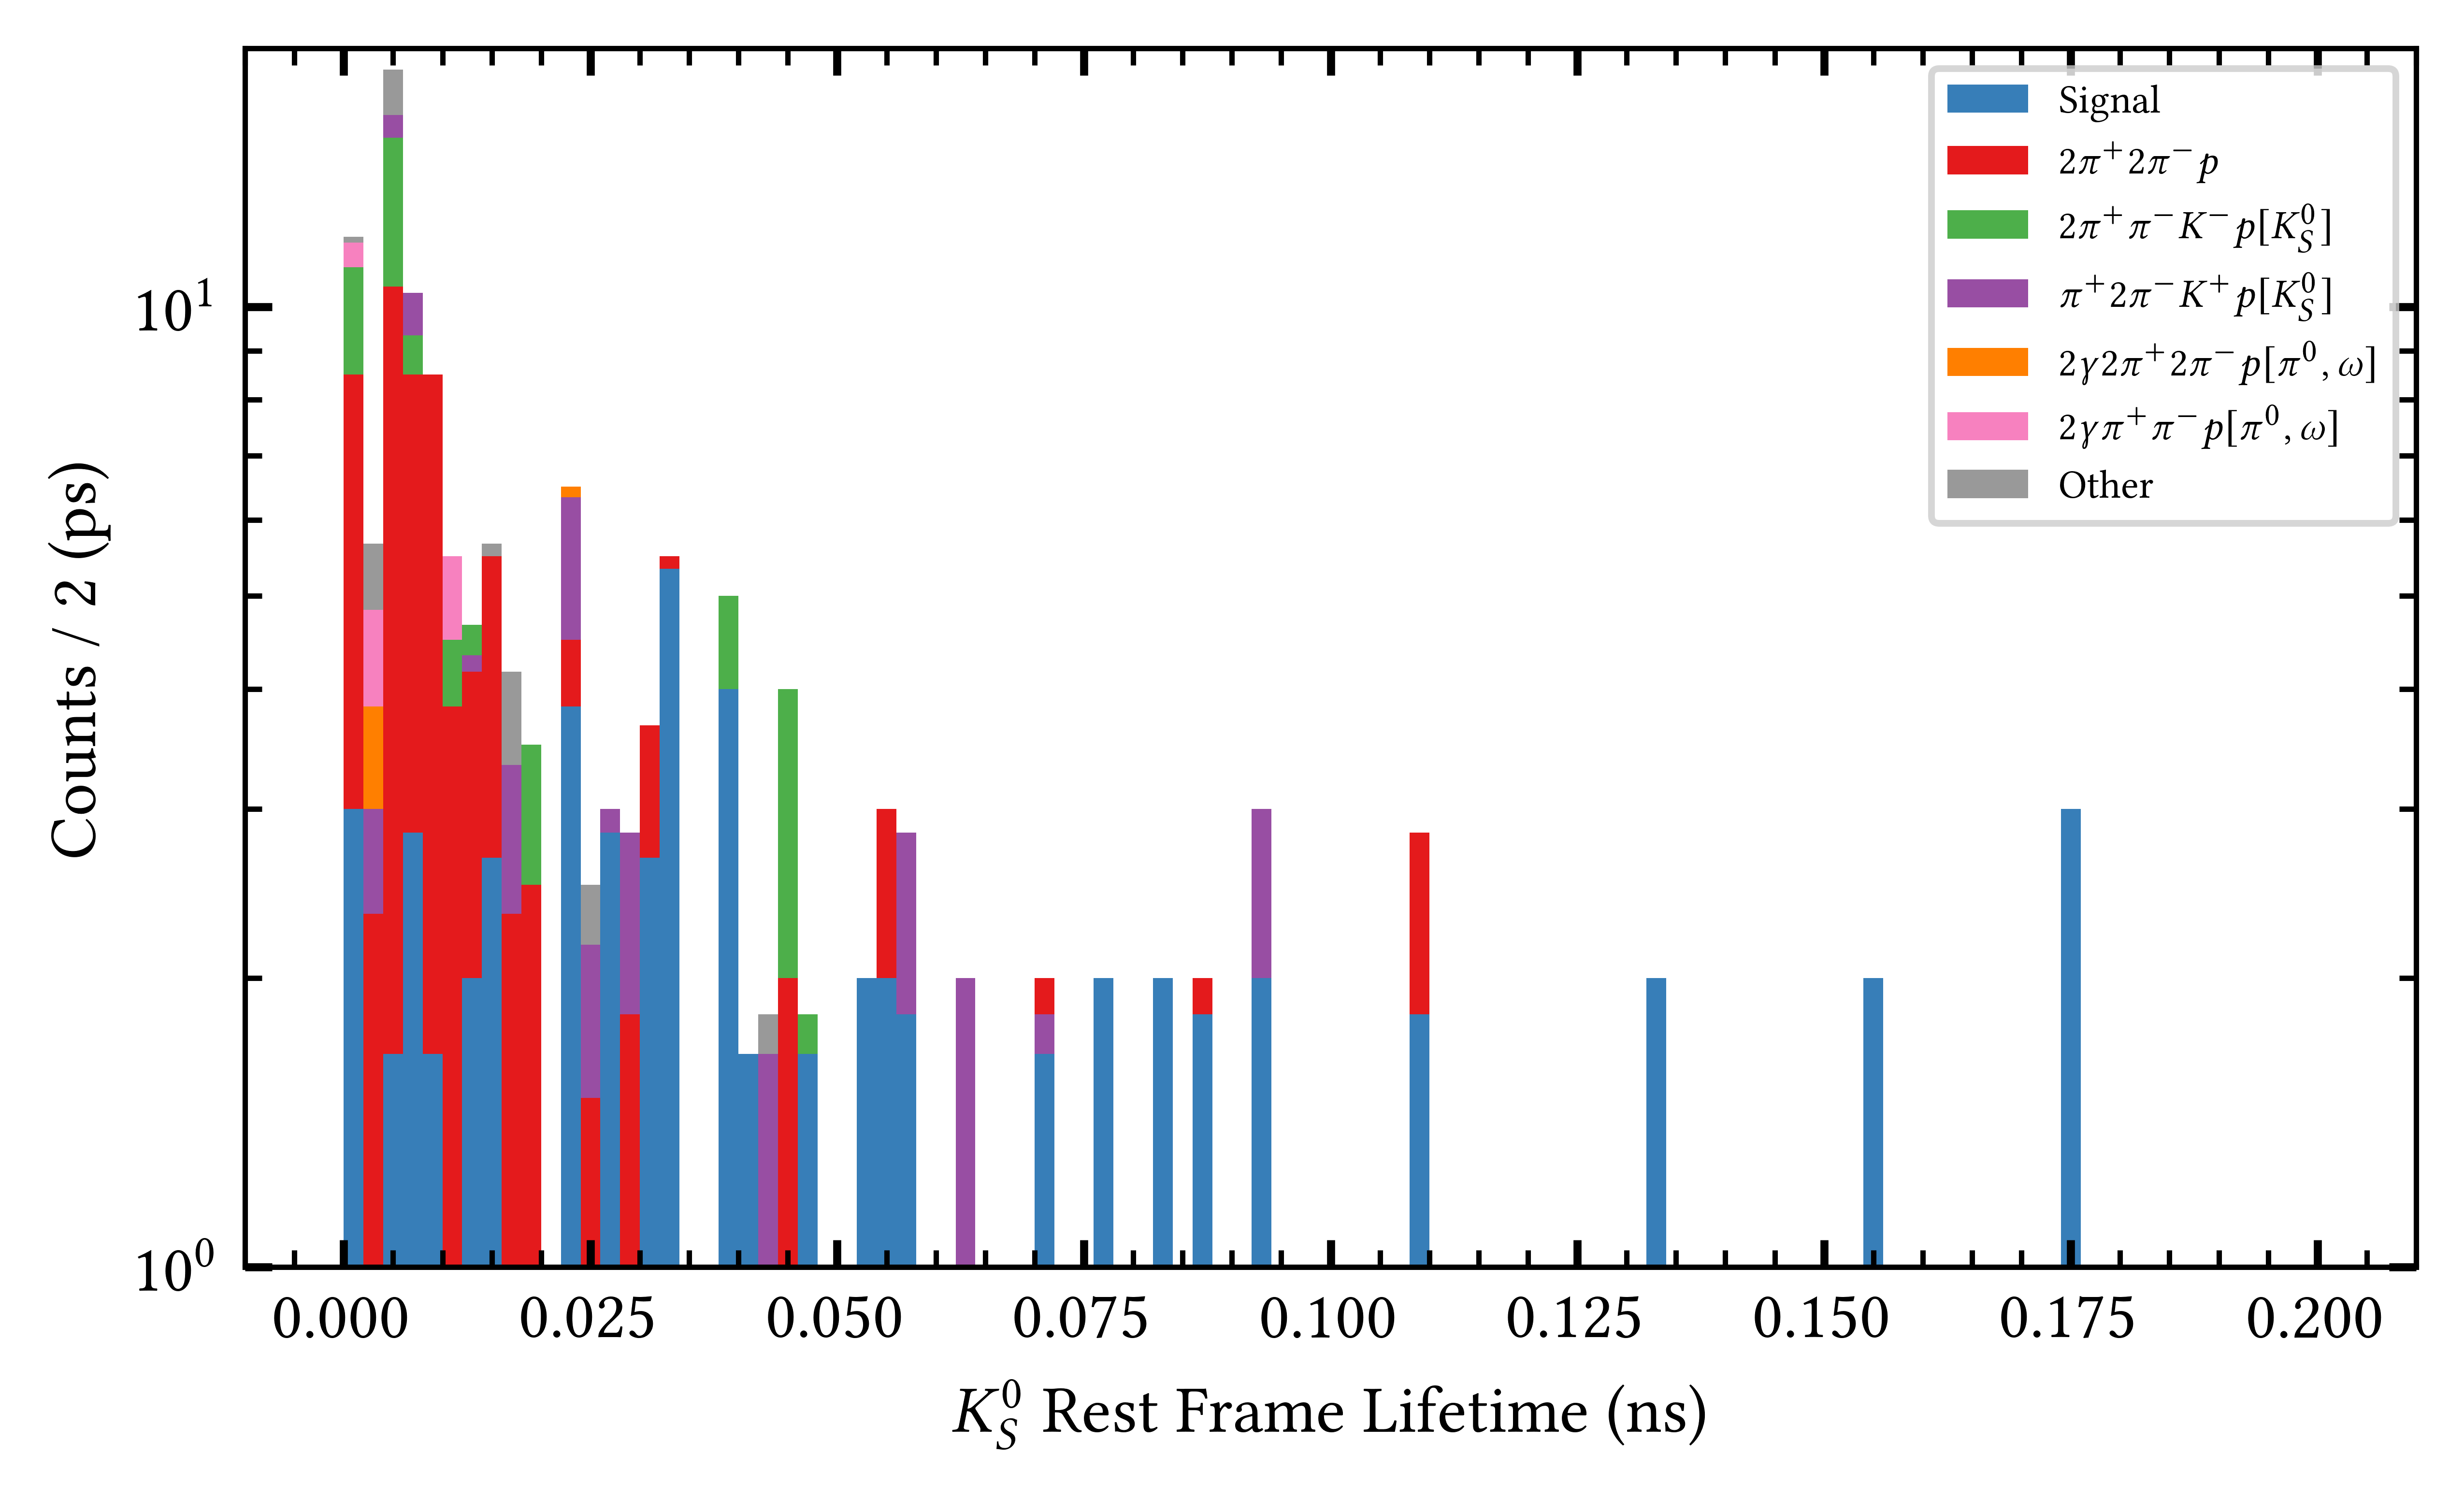 Counts / 2 (ps)
10¹
10⁰
Signal
2π⁺2π⁻p
2π⁺π⁻K⁻p[K⁰_S]
π⁺2π⁻K⁺p[K⁰_S]
2γ2π⁺2π⁻p[π⁰, ω]
2γπ⁺π⁻p[π⁰, ω]
Other
0.000 0.025 0.050 0.075 0.100 0.125 0.150 0.175 0.200
K⁰_S Rest Frame Lifetime (ns)